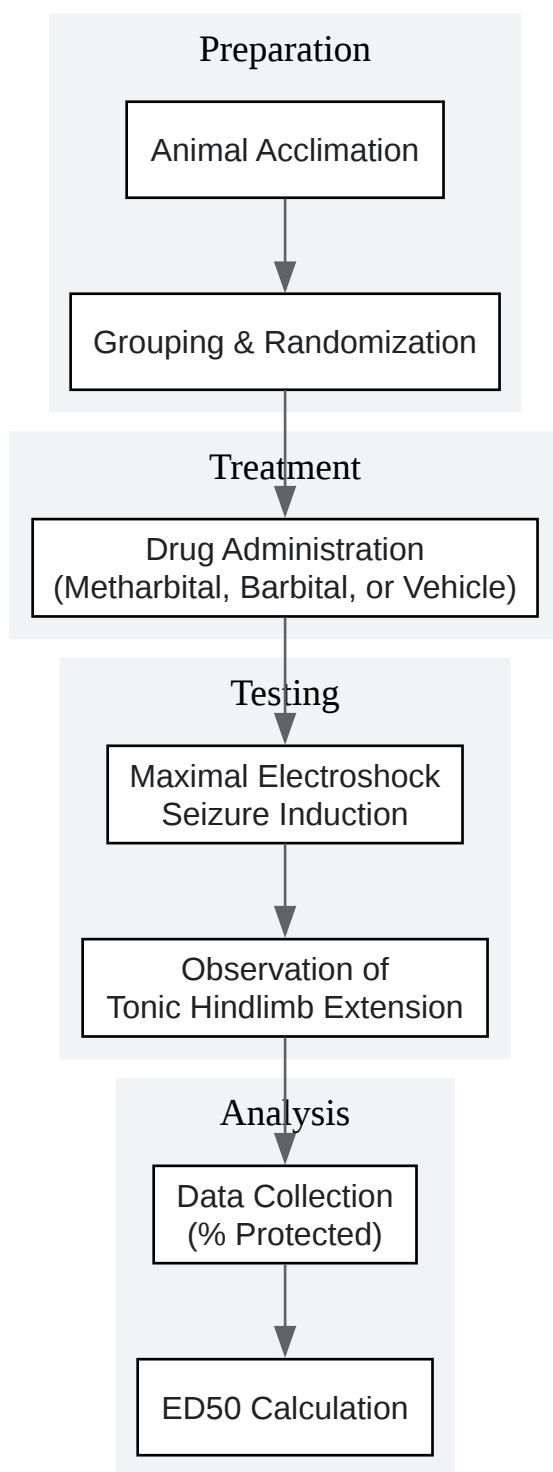 Preparation
Animal Acclimation
Grouping & Randomization
Treatment
Drug Administration
(Metharbital, Barbital, or Vehicle)
Testing
Maximal Electroshock
Seizure Induction
Observation of
Tonic Hindlimb Extension
Analysis
Data Collection
(% Protected)
ED50 Calculation